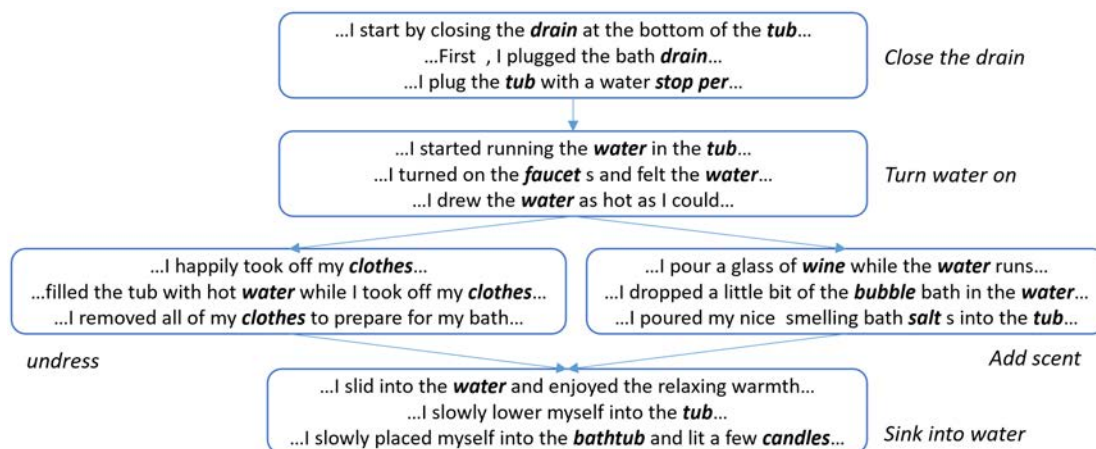 ...I start by closing the drain at the bottom of the tub...
...First , I plugged the bath drain...
...I plug the tub with a water stop per...
Close the drain
...I started running the water in the tub...
...I turned on the faucet s and felt the water...
...I drew the water as hot as I could...
Turn water on
...I happily took off my clothes...
...filled the tub with hot water while I took off my clothes...
...I removed all of my clothes to prepare for my bath...
undress
...I pour a glass of wine while the water runs...
...I dropped a little bit of the bubble bath in the water...
...I poured my nice smelling bath salt s into the tub...
Add scent
...I slid into the water and enjoyed the relaxing warmth...
...I slowly lower myself into the tub...
...I slowly placed myself into the bathtub and lit a few candles...
Sink into water